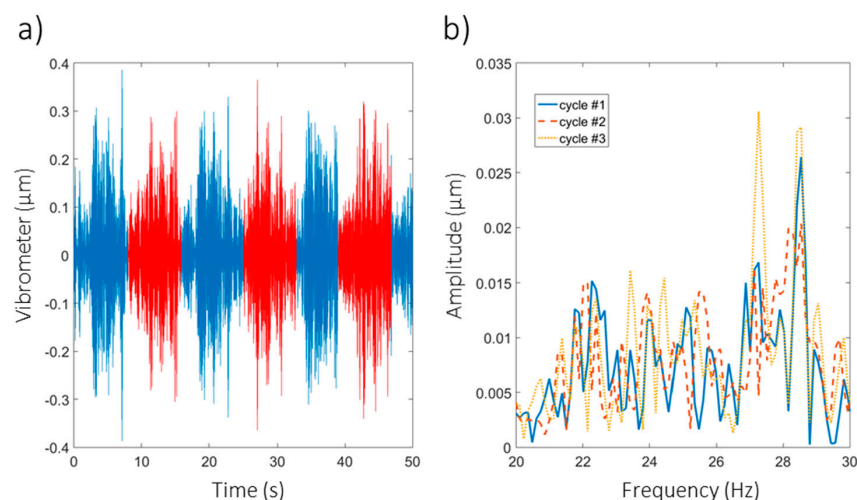 a)
0.4
0.3
0.2
0.1
0
-0.1
-0.2
-0.3
-0.4
Vibrometer (µm)
0 10 20 30 40 50
Time (s)
b)
0.035
0.03
0.025
0.02
0.015
0.01
0.005
0
Amplitude (µm)
cycle #1
cycle #2
cycle #3
20 22 24 26 28 30
Frequency (Hz)